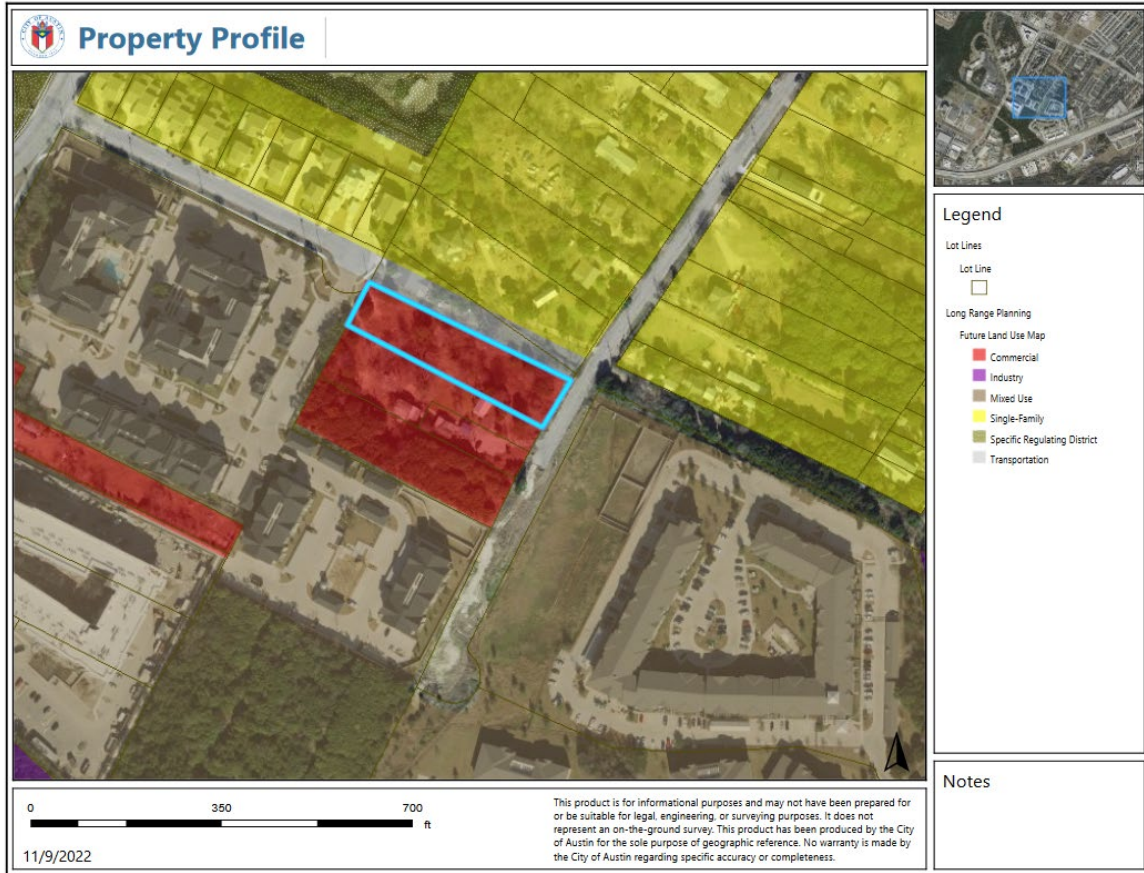 Property Profile
Legend
Lot Lines
Lot Line
Long Range Planning
Future Land Use Map
Commercial
Industry
Mixed Use
Single-Family
Specific Regulating District
Transportation
Notes
0 350 700
ft
11/9/2022
This product is for informational purposes and may not have been prepared for
or be suitable for legal, engineering, or surveying purposes. It does not
represent an on-the-ground survey. This product has been produced by the City
of Austin for the sole purpose of geographic reference. No warranty is made by
the City of Austin regarding specific accuracy or completeness.